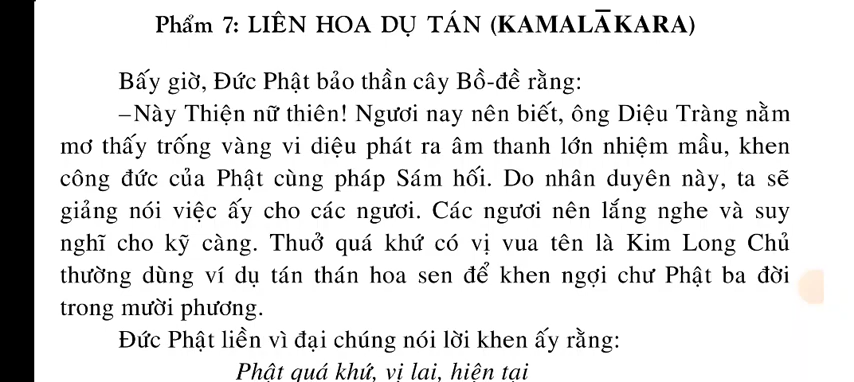 Phẩm 7: LIÊN HOA DỤ TÁN (KAMALĀKARA)
Bấy giờ, Đức Phật bảo thần cây Bồ-đề rằng:
–Này Thiện nữ thiên! Ngươi nay nên biết, ông Diệu Tràng nằm
mơ thấy trống vàng vi diệu phát ra âm thanh lớn nhiệm mầu, khen
công đức của Phật cùng pháp Sám hối. Do nhân duyên này, ta sẽ
giảng nói việc ấy cho các ngươi. Các ngươi nên lắng nghe và suy
nghĩ cho kỹ càng. Thuở quá khứ có vị vua tên là Kim Long Chủ
thường dùng ví dụ tán thán hoa sen để khen ngợi chư Phật ba đời
trong mười phương.
Đức Phật liền vì đại chúng nói lời khen ấy rằng:
Phật quá khứ, vị lai, hiện tại